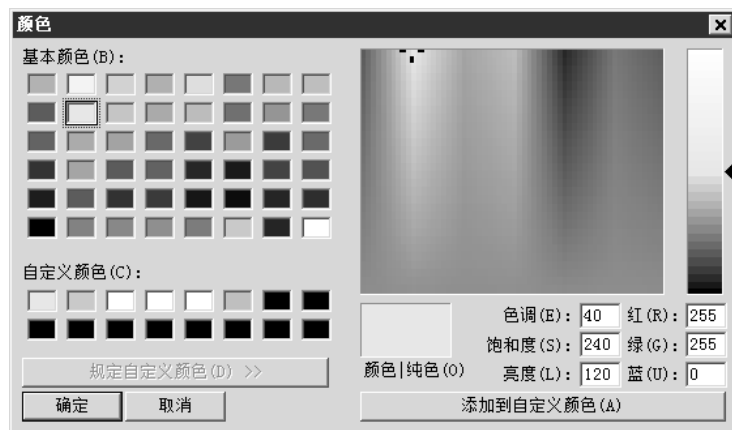 颜色
基本颜色(B):
自定义颜色(C):
规定自定义颜色(D) >>
确定 取消
色调(E): 40 红(R): 255
饱和度(S): 240 绿(G): 255
颜色|纯色(O) 亮度(L): 120 蓝(U): 0
添加到自定义颜色(A)